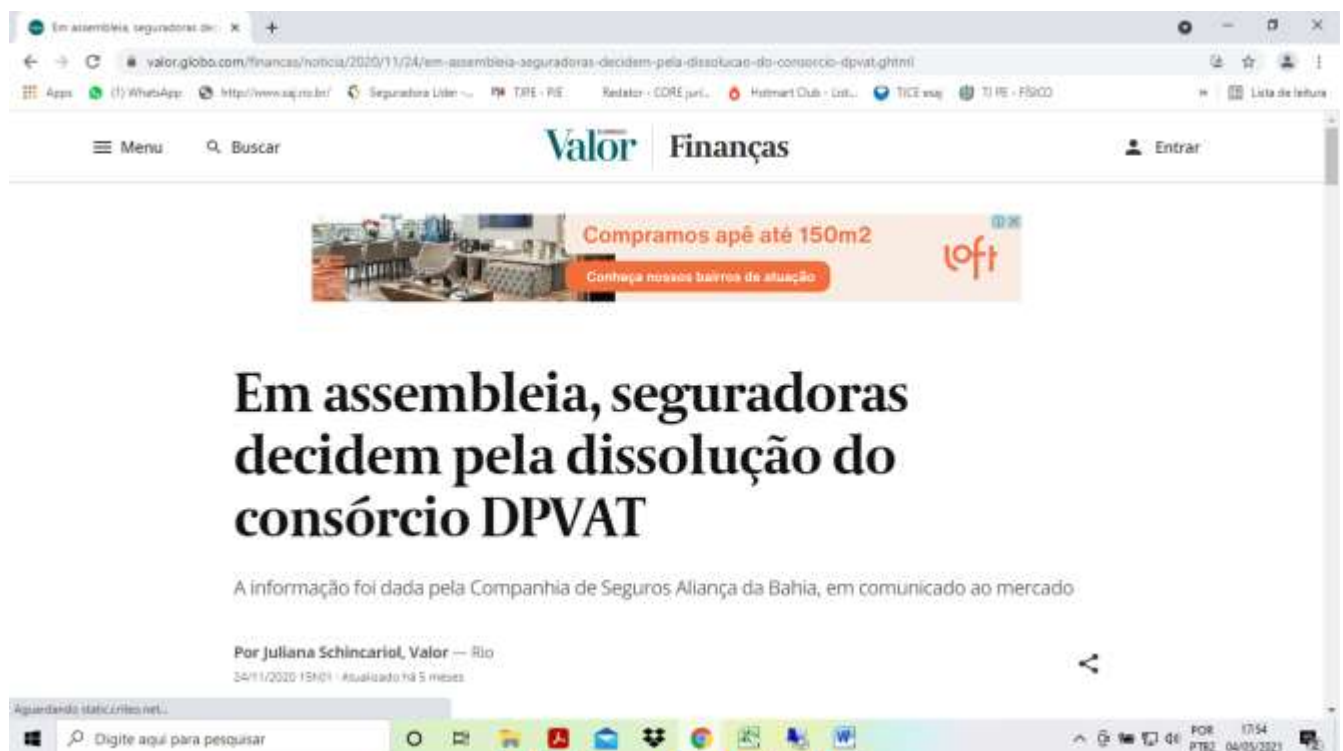 Em assembleia, seguradoras de
valor.globo.com/financas/noticia/2020/11/24/em-assembleia-seguradoras-decidem-pela-dissolucao-do-consorcio-dpvat.ghtml
Apps (1) WhatsApp Seguradora Líder TJPE - PJE Redator - CORE juri... Hotmart Club - List... TICE esaj TJ PE - FÍSICO Lista de leitura
Menu Buscar Valor Finanças Entrar
Compramos apê até 150m2
Conheça nossos bairros de atuação
loft
Em assembleia, seguradoras
decidem pela dissolução do
consórcio DPVAT
A informação foi dada pela Companhia de Seguros Aliança da Bahia, em comunicado ao mercado
Por Juliana Schincariol, Valor — Rio
24/11/2020 15h01 · Atualizado há 5 meses
Aguardando static.criteo.net...
Digite aqui para pesquisar
POR 17:54
PTB2 04/05/2021